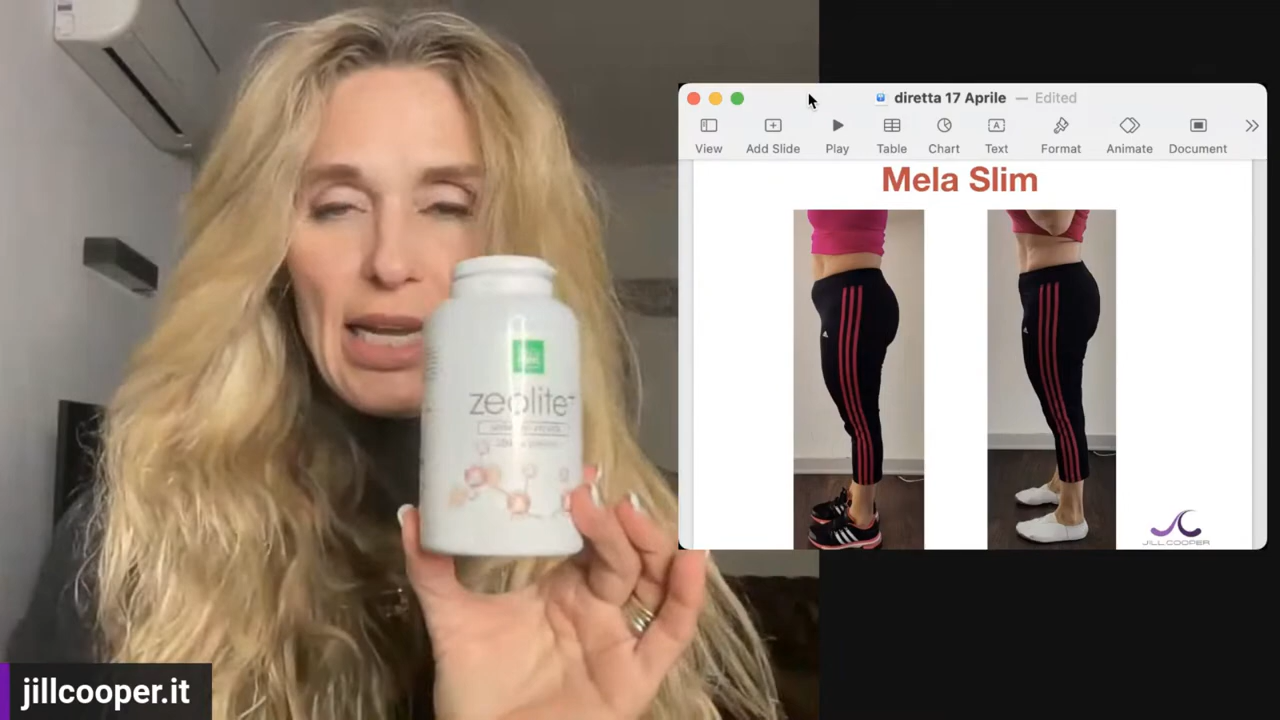 zeolite
jillcooper.it
diretta 17 Aprile — Edited
View
Add Slide
Play
Table
Chart
Text
Format
Animate
Document
Mela Slim
JILL COOPER